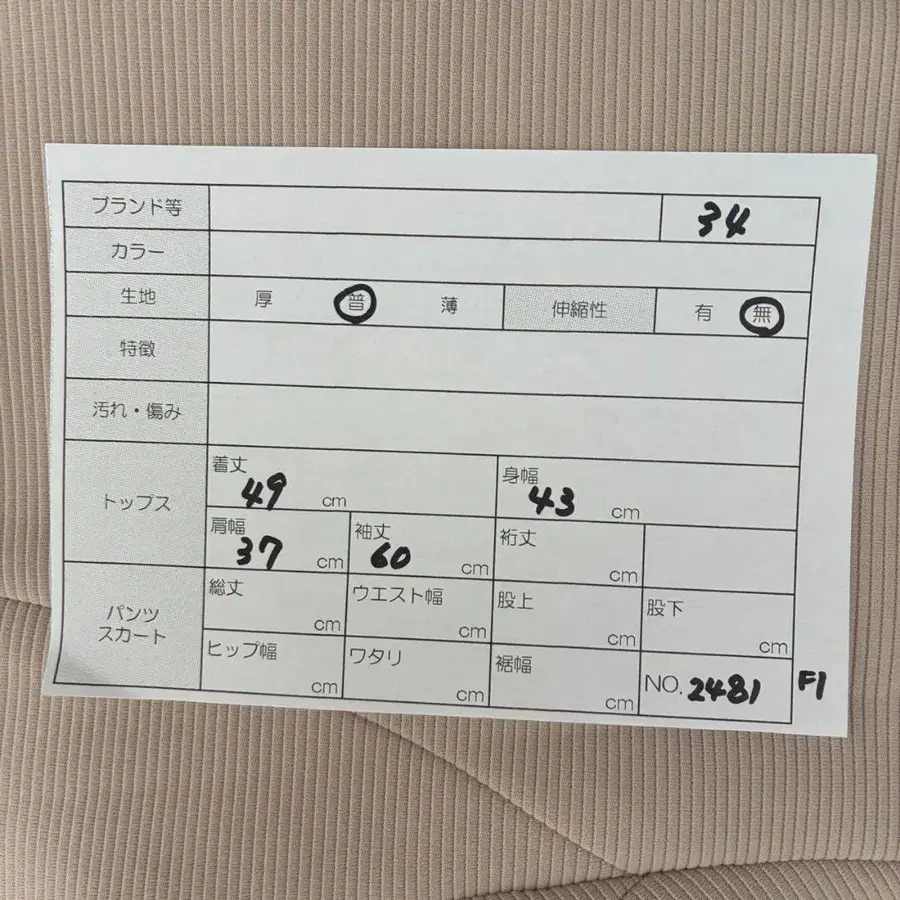 ブランド等 34
カラー
生地 厚 普 薄 伸縮性 有 無
特徴
汚れ・傷み
トップス
着丈 49 cm 身幅 43 cm
肩幅 37 cm 袖丈 60 cm 裄丈 cm
パンツ
スカート
総丈 cm ウエスト幅 cm 股上 cm 股下 cm
ヒップ幅 cm ワタリ cm 裾幅 cm NO. 2481 F1